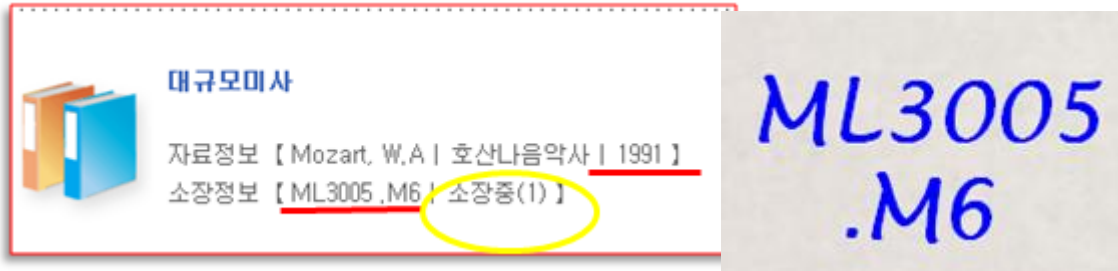 대규모미사
자료정보 【 Mozart, W.A | 호산나음악사 | 1991 】
소장정보 【 ML3005 .M6 | 소장중(1) 】
ML3005
.M6